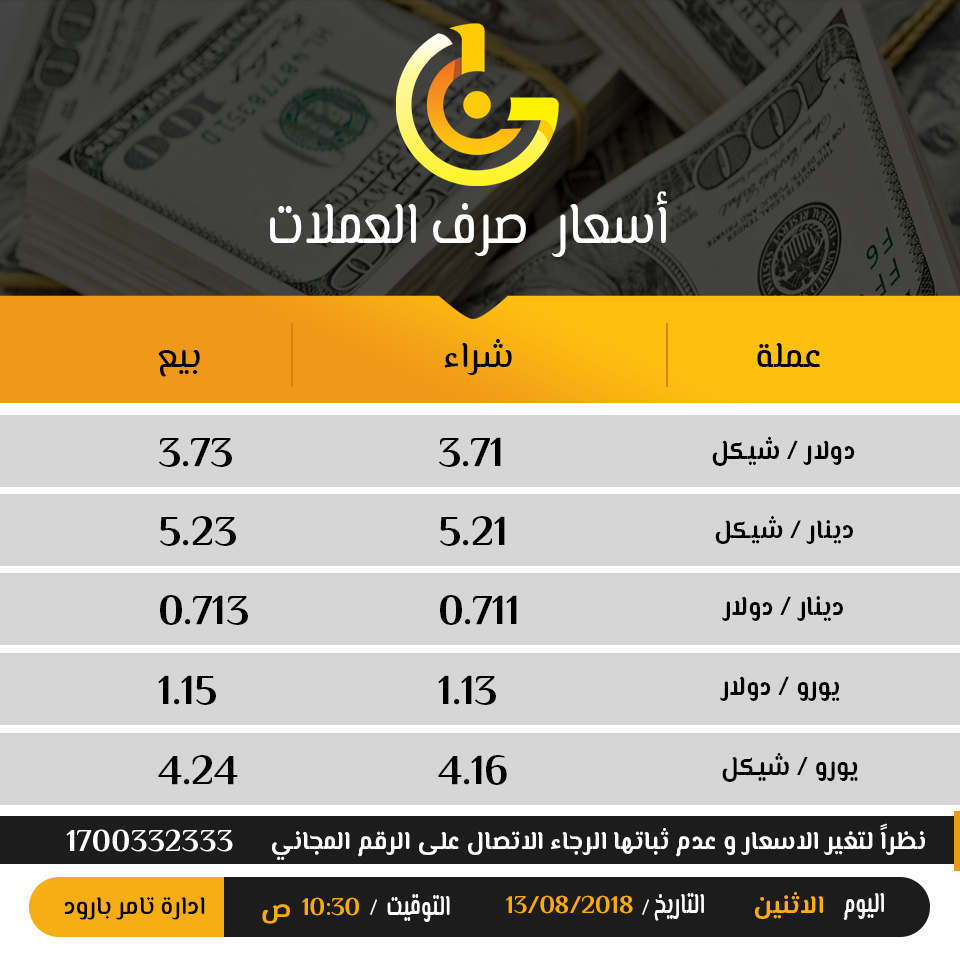 أسعار صرف العملات
عملة شراء بيع
دولار / شيكل 3.71 3.73
دينار / شيكل 5.21 5.23
دينار / دولار 0.711 0.713
يورو / دولار 1.13 1.15
يورو / شيكل 4.16 4.24
نظراً لتغير الاسعار و عدم ثباتها الرجاء الاتصال على الرقم المجاني 1700332333
اليوم الاثنين التاريخ / 13/08/2018 التوقيت / 10:30 ص ادارة تامر بارود